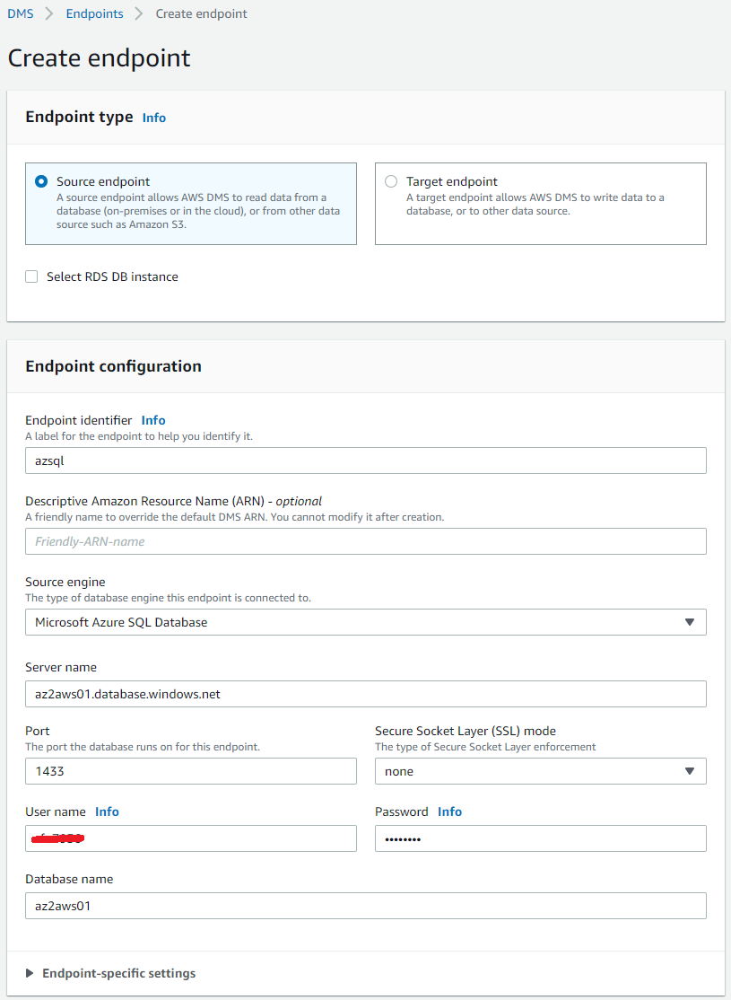 DMS > Endpoints > Create endpoint
Create endpoint
Endpoint type Info
Source endpoint
A source endpoint allows AWS DMS to read data from a
database (on-premises or in the cloud), or from other data
source such as Amazon S3.
Target endpoint
A target endpoint allows AWS DMS to write data to a
database, or to other data source.
Select RDS DB instance
Endpoint configuration
Endpoint identifier Info
A label for the endpoint to help you identify it.
azsql
Descriptive Amazon Resource Name (ARN) - optional
A friendly name to override the default DMS ARN. You cannot modify it after creation.
Friendly-ARN-name
Source engine
The type of database engine this endpoint is connected to.
Microsoft Azure SQL Database
Server name
az2aws01.database.windows.net
Port
The port the database runs on for this endpoint.
1433
Secure Socket Layer (SSL) mode
The type of Secure Socket Layer enforcement
none
User name Info
Password Info
••••••••
Database name
az2aws01
Endpoint-specific settings